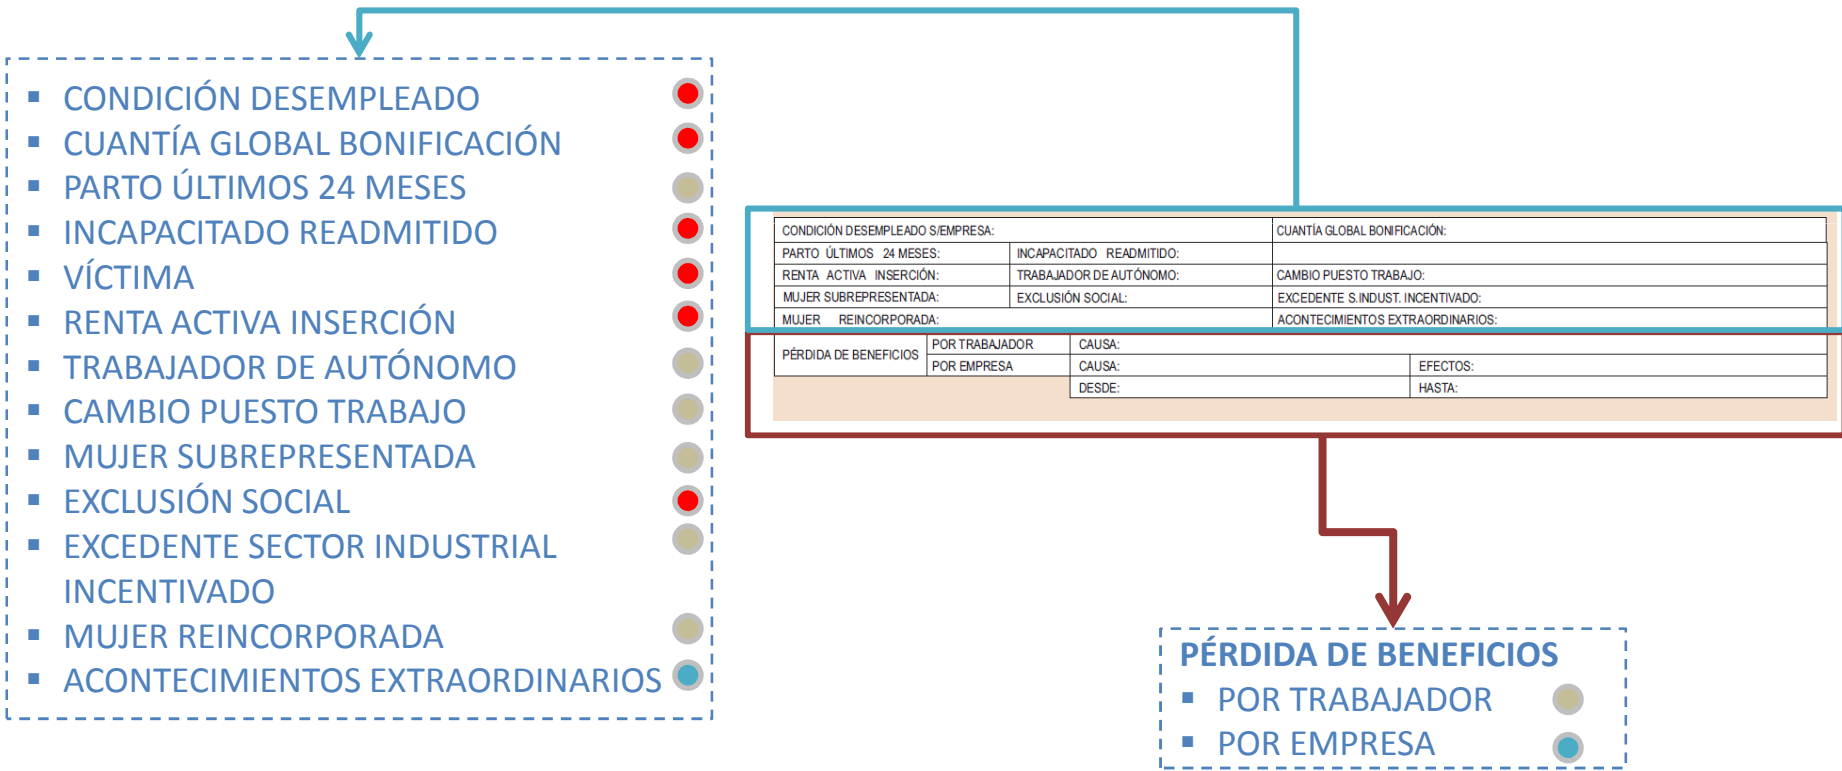 CONDICIÓN DESEMPLEADO
CUANTÍA GLOBAL BONIFICACIÓN
PARTO ÚLTIMOS 24 MESES
INCAPACITADO READMITIDO
VÍCTIMA
RENTA ACTIVA INSERCIÓN
TRABAJADOR DE AUTÓNOMO
CAMBIO PUESTO TRABAJO
MUJER SUBREPRESENTADA
EXCLUSIÓN SOCIAL
EXCEDENTE SECTOR INDUSTRIAL
INCENTIVADO
MUJER REINCORPORADA
ACONTECIMIENTOS EXTRAORDINARIOS
CONDICIÓN DESEMPLEADO S/EMPRESA: CUANTÍA GLOBAL BONIFICACIÓN:
PARTO ÚLTIMOS 24 MESES: INCAPACITADO READMITIDO:
RENTA ACTIVA INSERCIÓN: TRABAJADOR DE AUTÓNOMO: CAMBIO PUESTO TRABAJO:
MUJER SUBREPRESENTADA: EXCLUSIÓN SOCIAL: EXCEDENTE S.INDUST. INCENTIVADO:
MUJER REINCORPORADA: ACONTECIMIENTOS EXTRAORDINARIOS:
PÉRDIDA DE BENEFICIOS POR TRABAJADOR CAUSA:
POR EMPRESA CAUSA: EFECTOS:
DESDE: HASTA:
PÉRDIDA DE BENEFICIOS
POR TRABAJADOR
POR EMPRESA